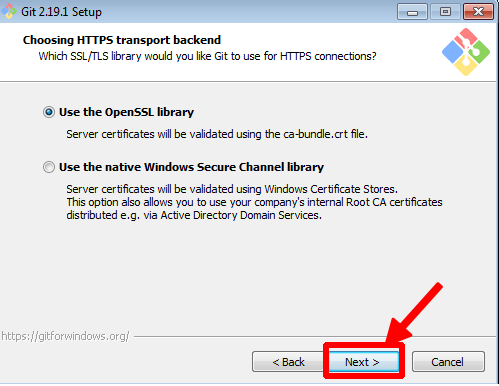 Git 2.19.1 Setup
Choosing HTTPS transport backend
Which SSL/TLS library would you like Git to use for HTTPS connections?
Use the OpenSSL library
Server certificates will be validated using the ca-bundle.crt file.
Use the native Windows Secure Channel library
Server certificates will be validated using Windows Certificate Stores.
This option also allows you to use your company's internal Root CA certificates
distributed e.g. via Active Directory Domain Services.
https://gitforwindows.org/
< Back Next > Cancel